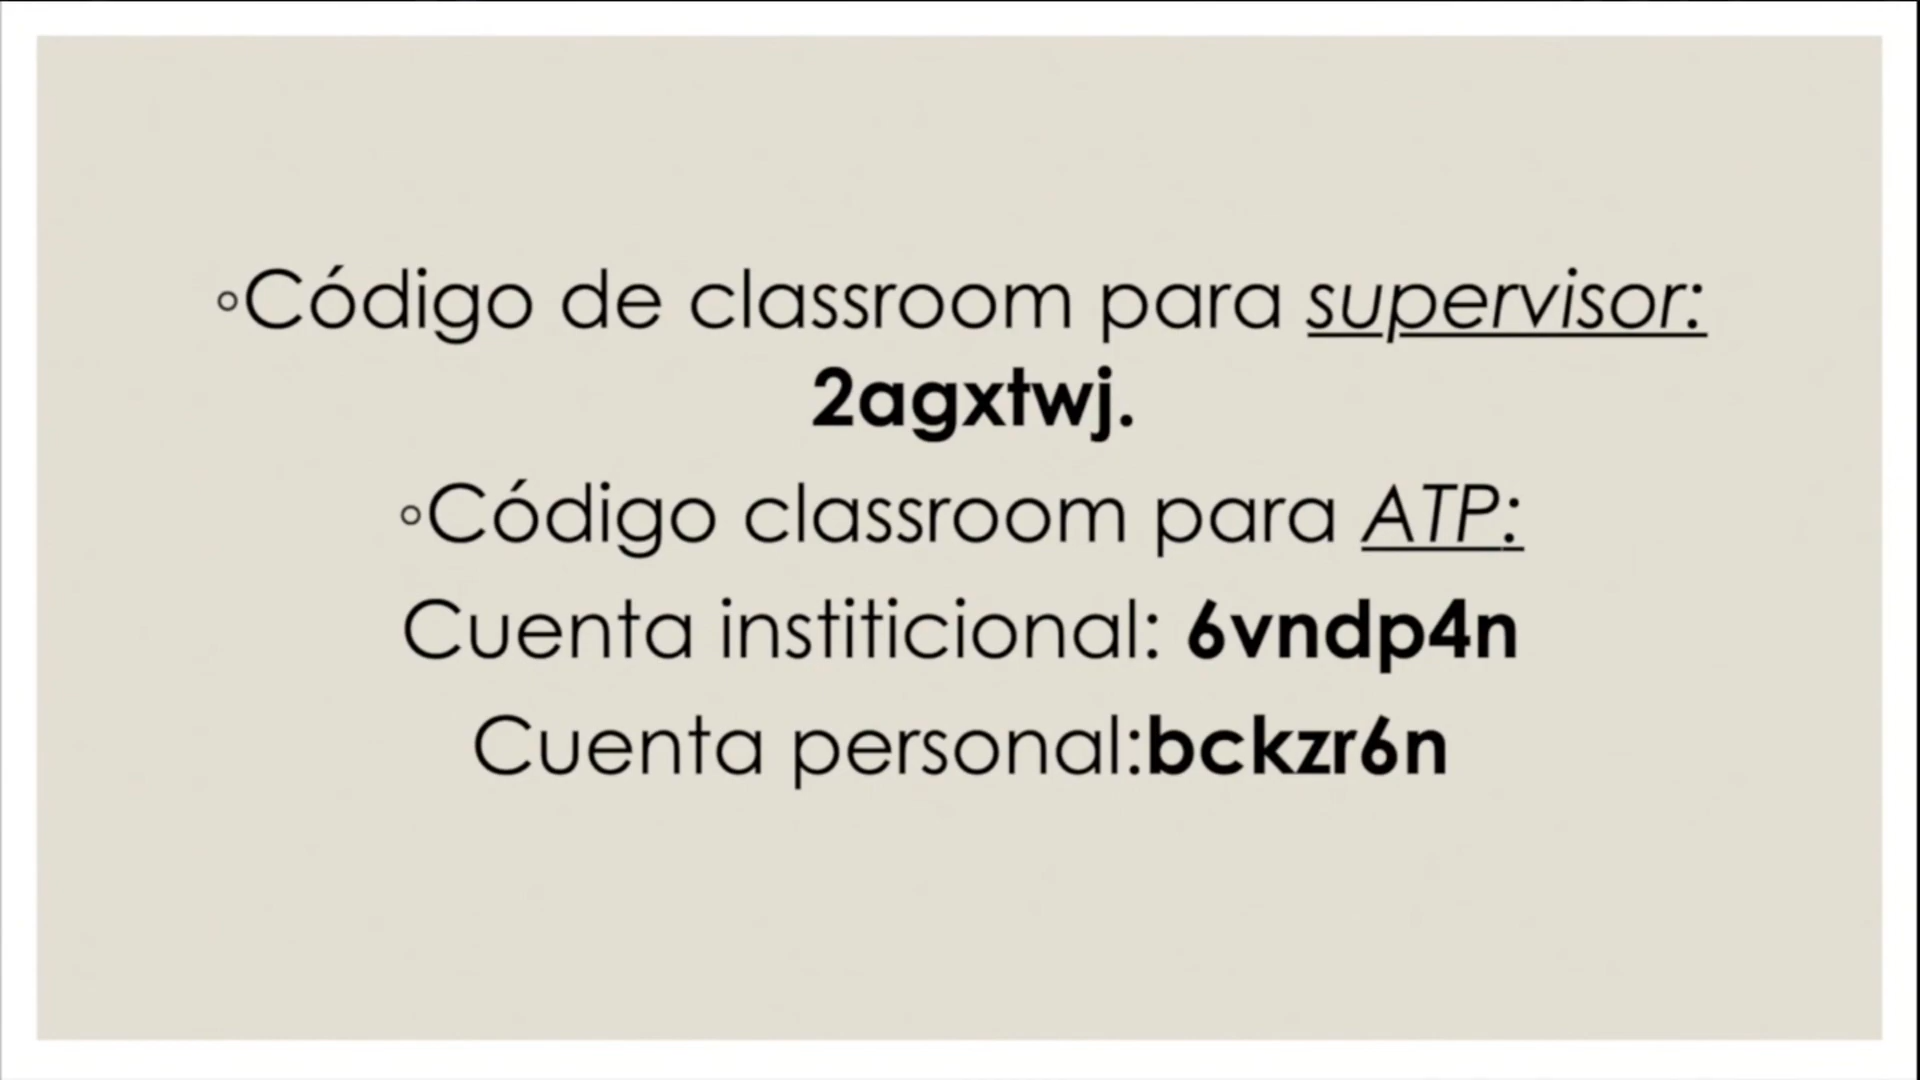 ◦Código de classroom para supervisor:
2agxtwj.
◦Código classroom para ATP:
Cuenta institicional: 6vndp4n
Cuenta personal:bckzr6n